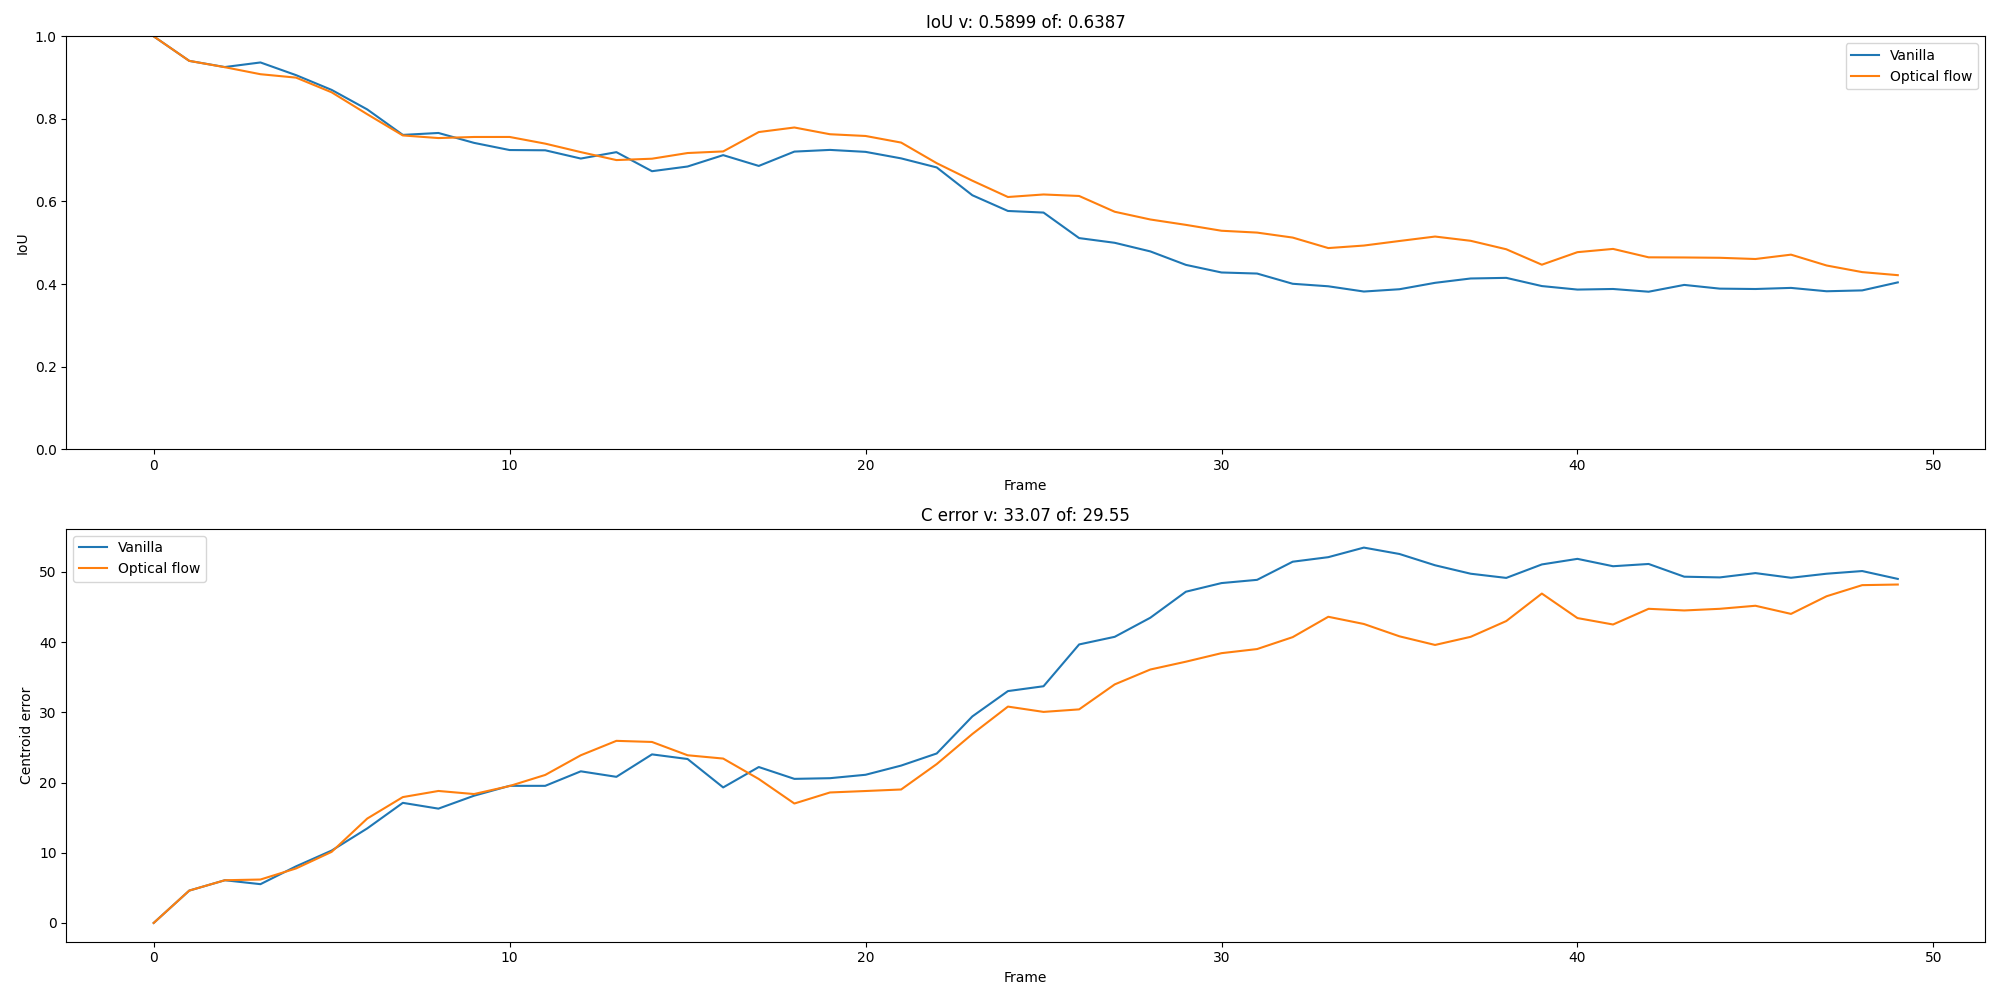 IoU v: 0.5899 of: 0.6387
1.0
0.8
0.6
0.4
0.2
0.0
IoU
Vanilla
Optical flow
0 10 20 30 40 50
Frame
C error v: 33.07 of: 29.55
50
40
30
20
10
0
Centroid error
Vanilla
Optical flow
0 10 20 30 40 50
Frame